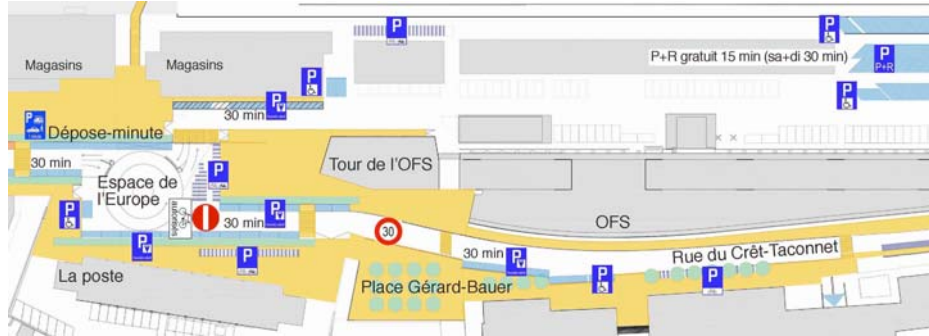 P
P
P+R gratuit 15 min (sa+di 30 min)
P
P+R
Magasins
Magasins
P
P
30 min
P
P
Dépose-minute
30 min
P
Tour de l'OFS
Espace de
l'Europe
P
autorisés
30 min
P
30
OFS
P
30 min
P
Rue du Crêt-Taconnet
La poste
P
Place Gérard-Bauer
P
P